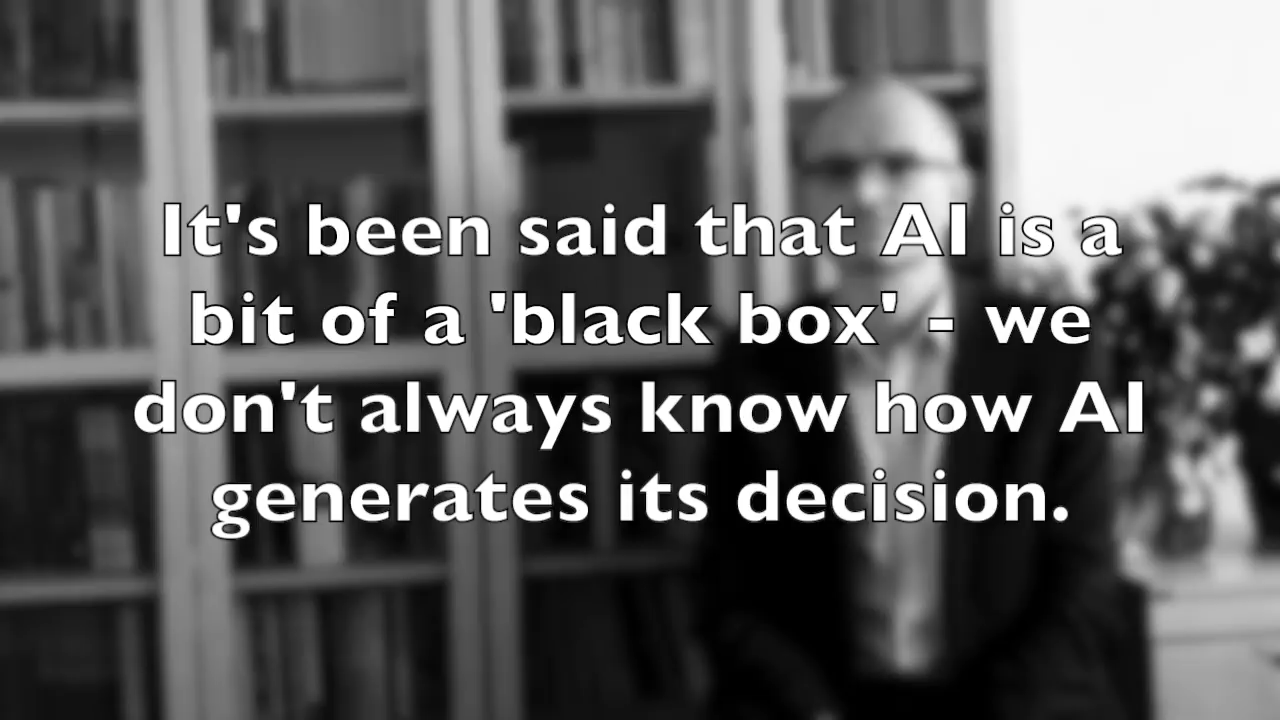 It's been said that AI is a
bit of a 'black box' - we
don't always know how AI
generates its decision.